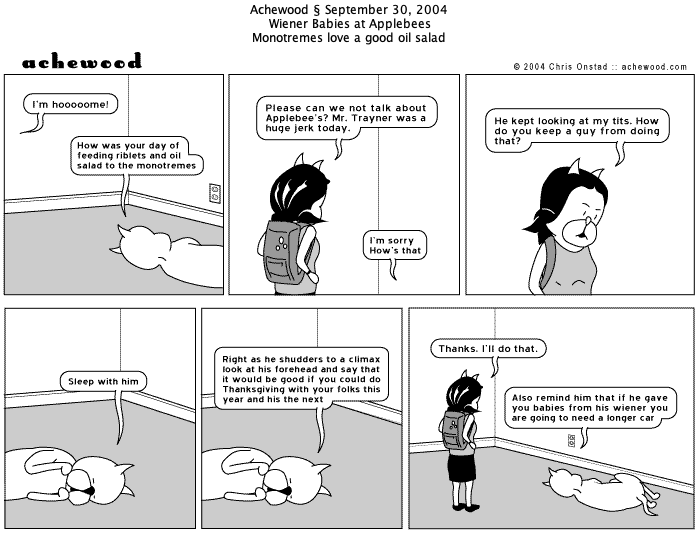 Achewood § September 30, 2004
Wiener Babies at Applebees
Monotremes love a good oil salad
achewood
© 2004 Chris Onstad :: achewood.com
I'm hooooome!
How was your day of
feeding riblets and oil
salad to the monotremes
Please can we not talk about
Applebee's? Mr. Trayner was a
huge jerk today.
I'm sorry
How's that
He kept looking at my tits. How
do you keep a guy from doing
that?
Sleep with him
Right as he shudders to a climax
look at his forehead and say that
it would be good if you could do
Thanksgiving with your folks this
year and his the next
Thanks. I'll do that.
Also remind him that if he gave
you babies from his wiener you
are going to need a longer car